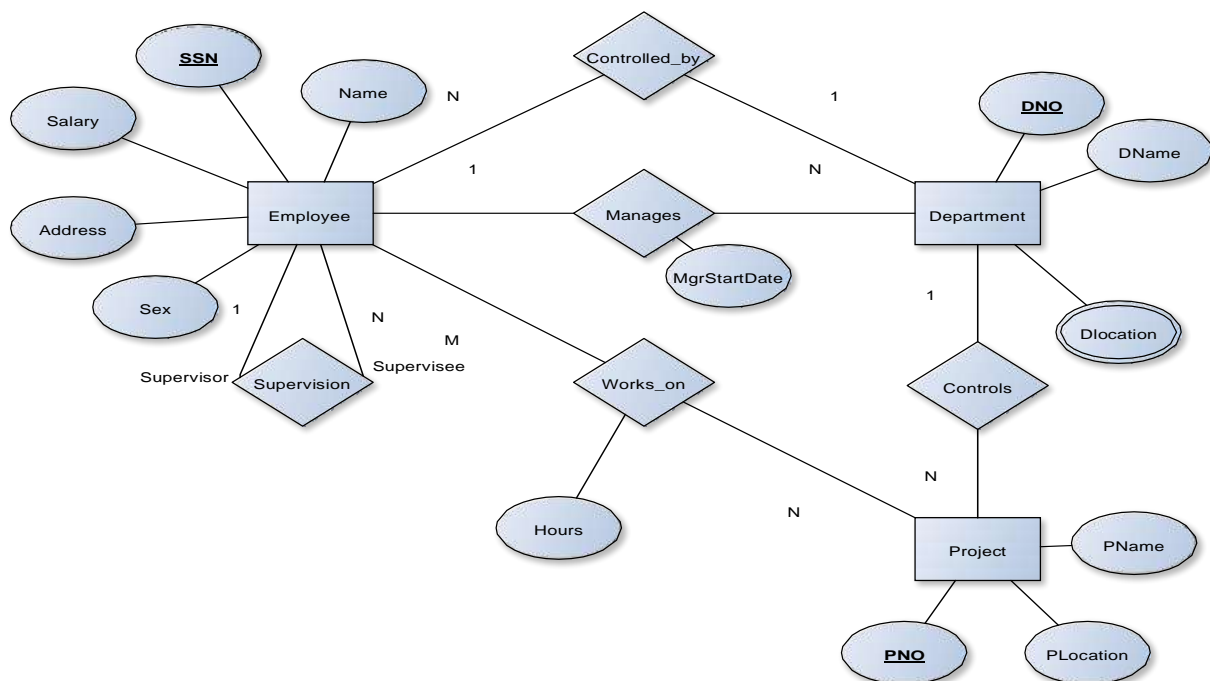 SSN
Controlled_by
Name
N
1
DNO
Salary
DName
1
N
Employee
Manages
Department
Address
MgrStartDate
Sex
1
N
1
Dlocation
M
Supervisor
Supervision
Supervisee
Works_on
Controls
N
N
Hours
Project
PName
PNO
PLocation